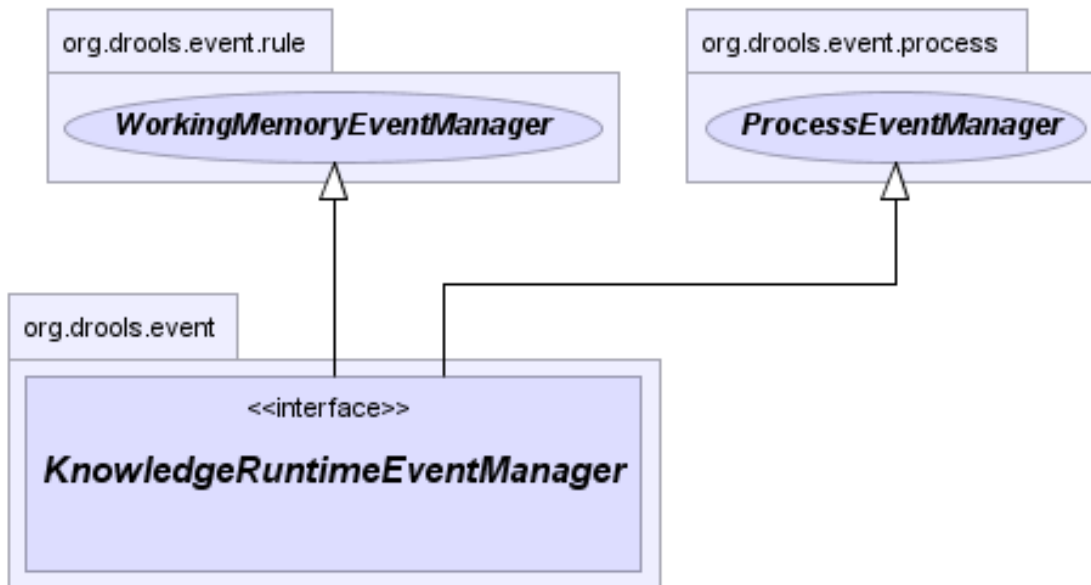 org.drools.event.rule
WorkingMemoryEventManager
org.drools.event.process
ProcessEventManager
org.drools.event
<<interface>>
KnowledgeRuntimeEventManager